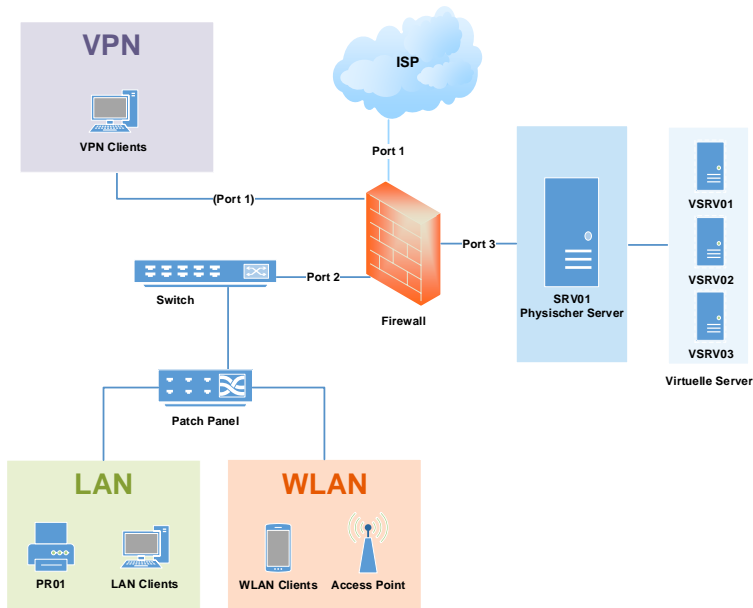 VPN
VPN Clients
ISP
Port 1
(Port 1)
Port 3
Port 2
Switch
Firewall
SRV01
Physischer Server
VSRV01
VSRV02
VSRV03
Virtuelle Server
Patch Panel
LAN
PR01
LAN Clients
WLAN
WLAN Clients
Access Point